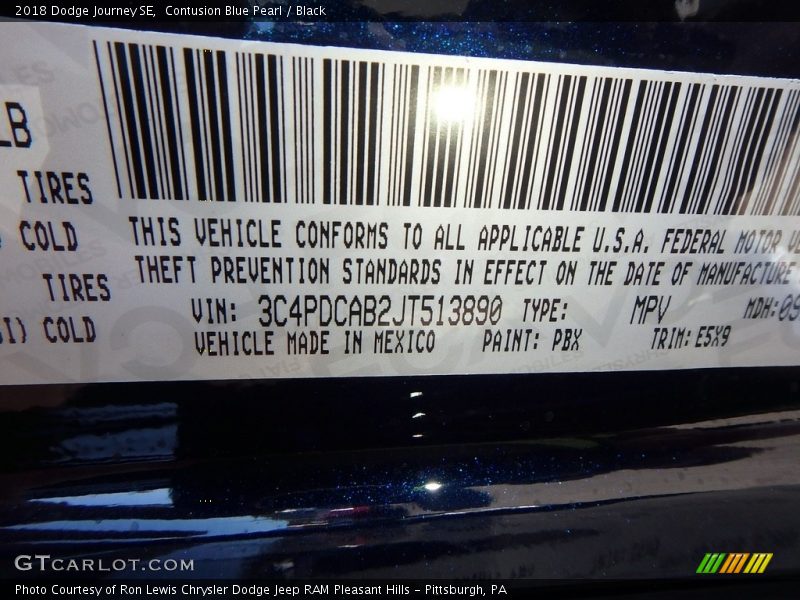 2018 Dodge Journey SE,  Contusion Blue Pearl / Black
LB
TIRES
COLD
TIRES
COLD
THIS VEHICLE CONFORMS TO ALL APPLICABLE U.S.A. FEDERAL MOTOR
THEFT PREVENTION STANDARDS IN EFFECT ON THE DATE OF MANUFACTURE
VIN: 3C4PDCAB2JT513890 TYPE: MPV MDH:
VEHICLE MADE IN MEXICO PAINT: PBX TRIM: E5X9
GTCARLOT.COM
Photo Courtesy of Ron Lewis Chrysler Dodge Jeep RAM Pleasant Hills - Pittsburgh, PA